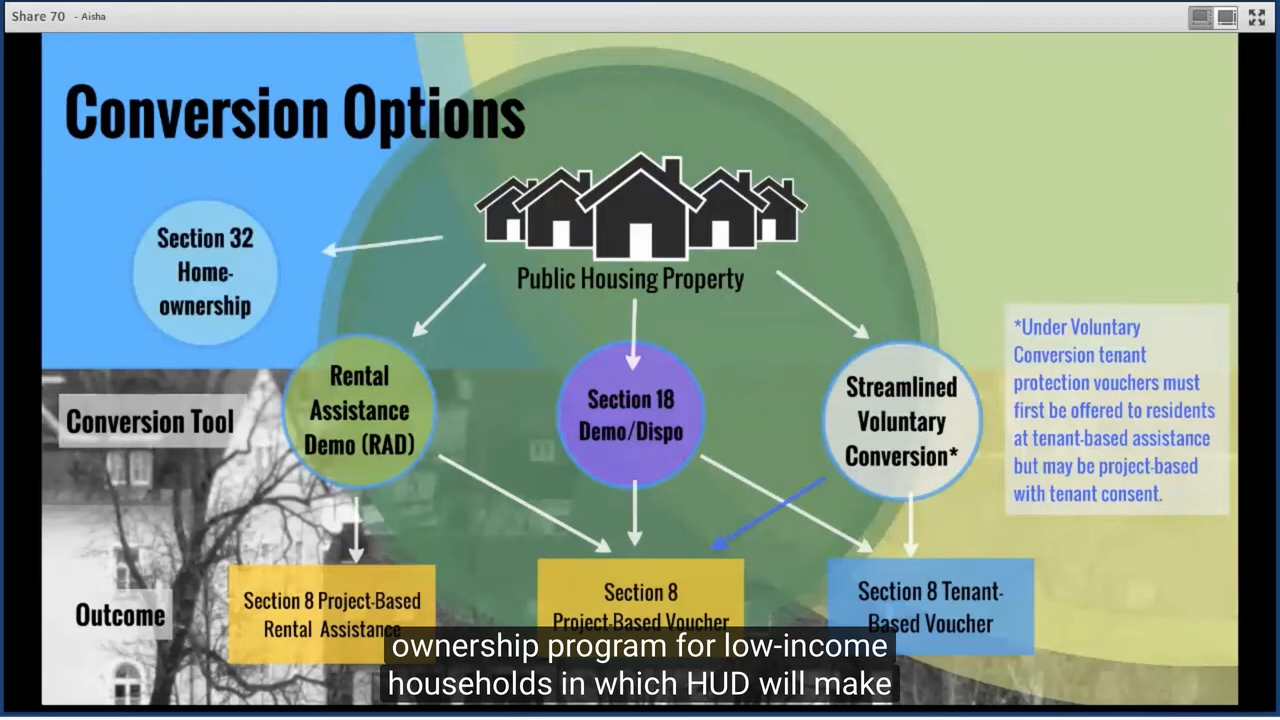 Share 70 - Aisha
Conversion Options
Section 32
Home-
ownership
Public Housing Property
*Under Voluntary
Conversion tenant
protection vouchers must
first be offered to residents
at tenant-based assistance
but may be project-based
with tenant consent.
Conversion Tool
Rental
Assistance
Demo (RAD)
Section 18
Demo/Dispo
Streamlined
Voluntary
Conversion*
Outcome
Section 8 Project-Based
Rental Assistance
Section 8
Project-Based Voucher
Section 8 Tenant-
Based Voucher
ownership program for low-income
households in which HUD will make